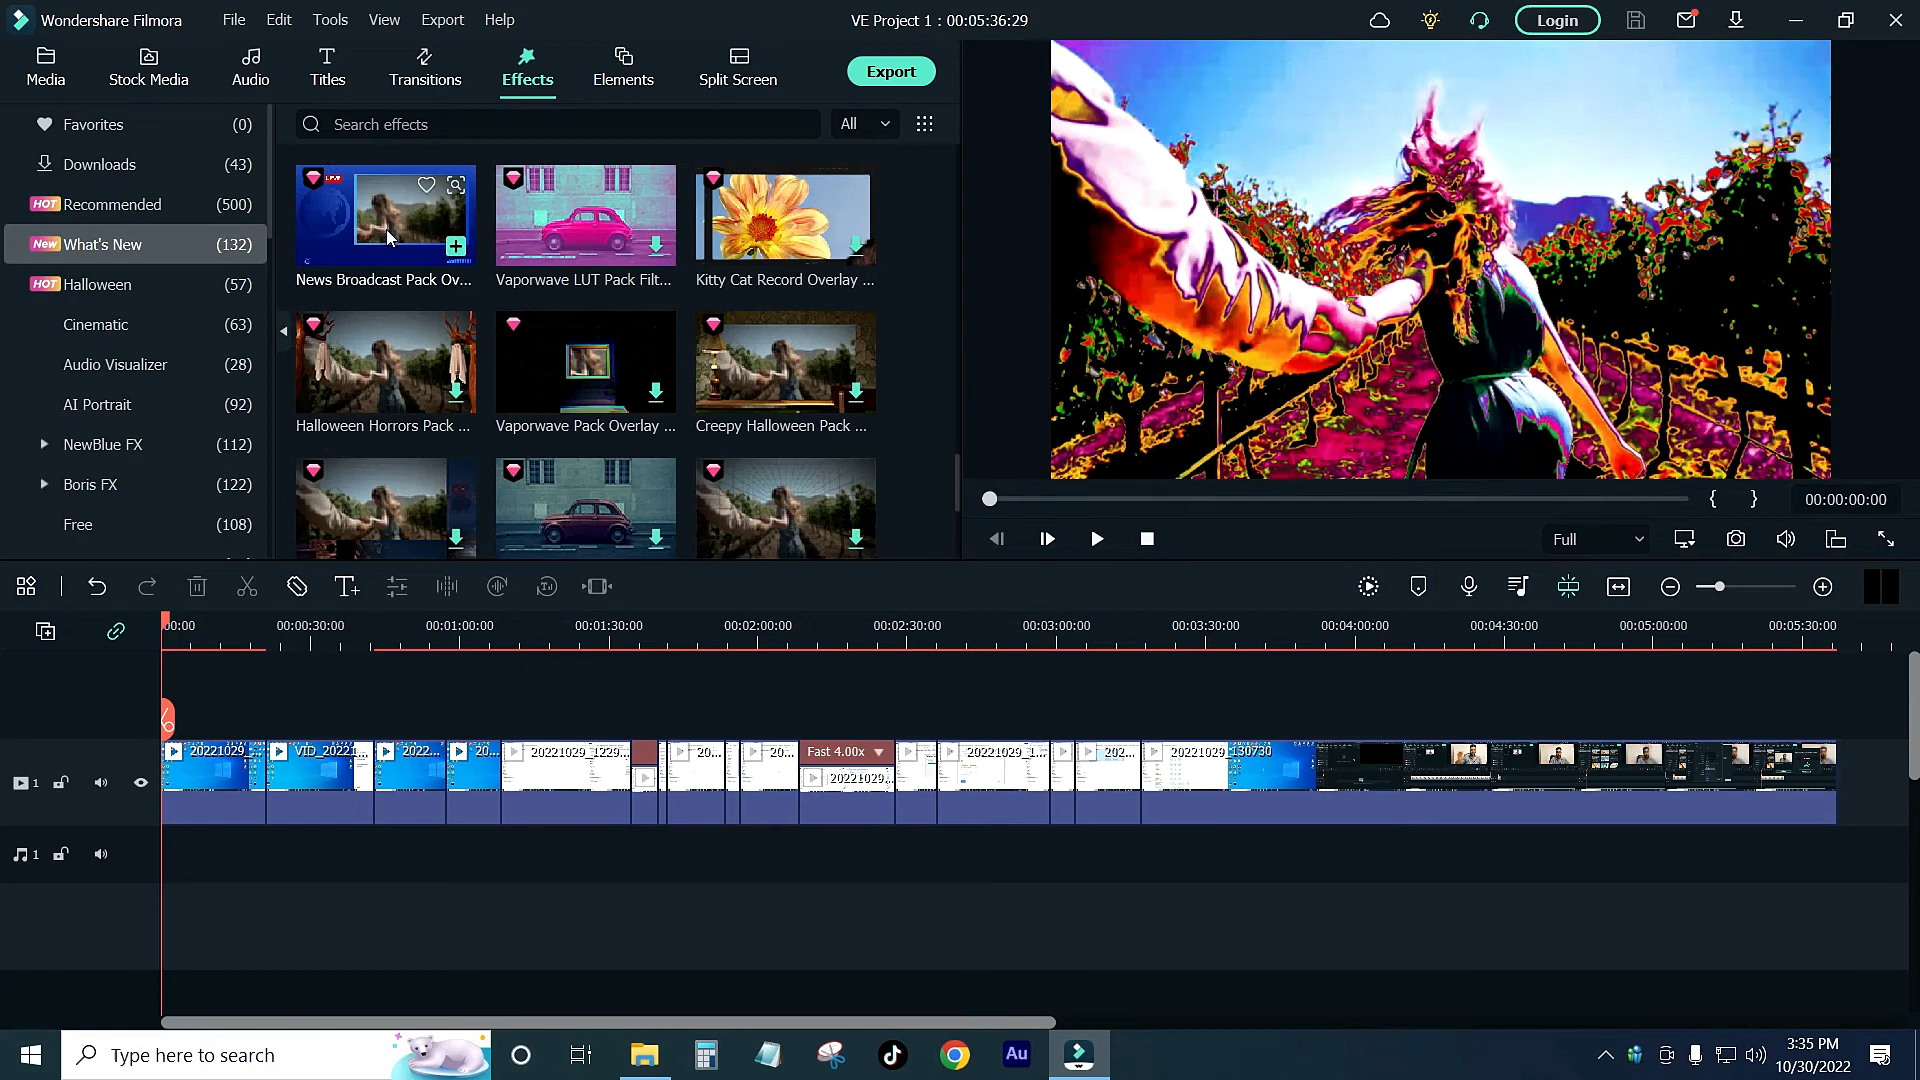 Wondershare Filmora
File Edit Tools View Export Help
VE Project 1 : 00:05:36:29
Login
Media Stock Media Audio Titles Transitions Effects Elements Split Screen
Export
Favorites (0)
Downloads (43)
HOT Recommended (500)
New What's New (132)
HOT Halloween (57)
Cinematic (63)
Audio Visualizer (28)
AI Portrait (92)
NewBlue FX (112)
Boris FX (122)
Free (108)
Search effects
All
News Broadcast Pack Ov...
Vaporwave LUT Pack Filt...
Kitty Cat Record Overlay ...
Halloween Horrors Pack ...
Vaporwave Pack Overlay ...
Creepy Halloween Pack ...
00:00:00:00
Full
00:00 00:00:30:00 00:01:00:00 00:01:30:00 00:02:00:00 00:02:30:00 00:03:00:00 00:03:30:00 00:04:00:00 00:04:30:00 00:05:00:00 00:05:30:00
20221029_ VID_20221... 2022... 20... 20221029_1229... 20... 20... Fast 4.00x 20221029_1... 202... 20221029_130730
20221029...
1
1
Type here to search
Au
3:35 PM
10/30/2022